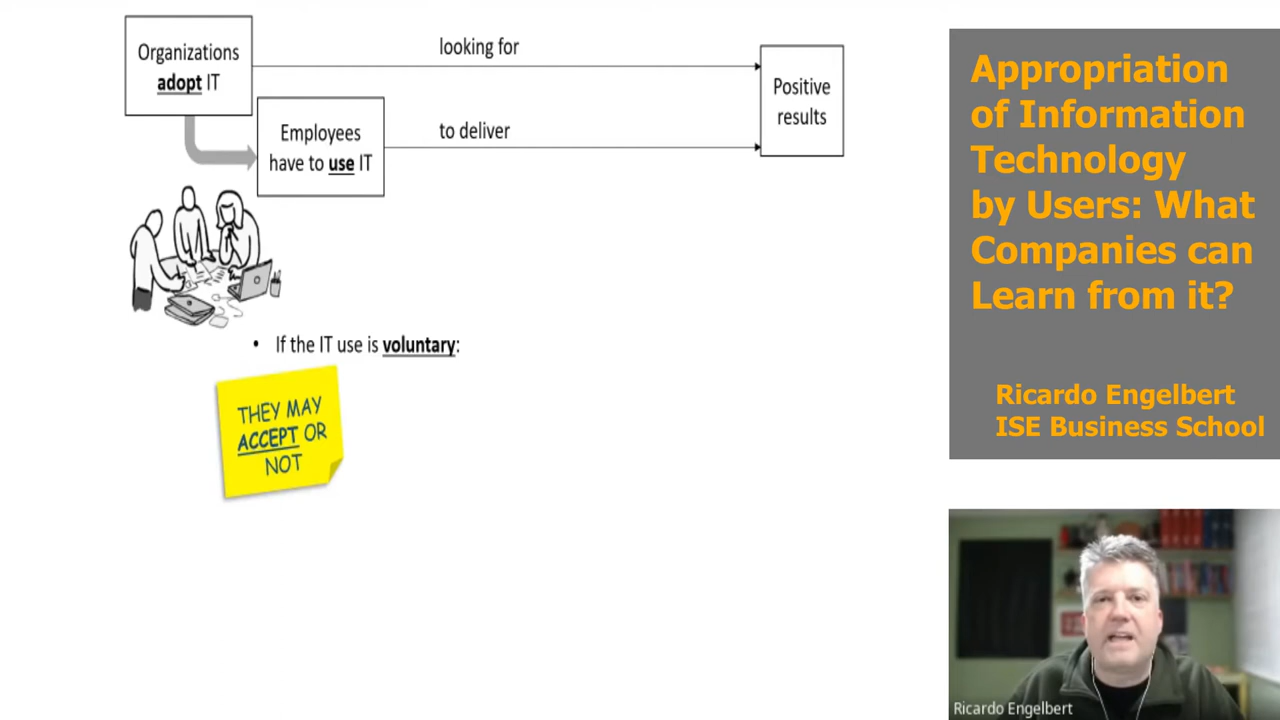 Organizations
adopt IT
looking for
Positive
results
Employees
have to use IT
to deliver
• If the IT use is voluntary:
THEY MAY
ACCEPT OR
NOT
Appropriation
of Information
Technology
by Users: What
Companies can
Learn from it?
Ricardo Engelbert
ISE Business School
Ricardo Engelbert